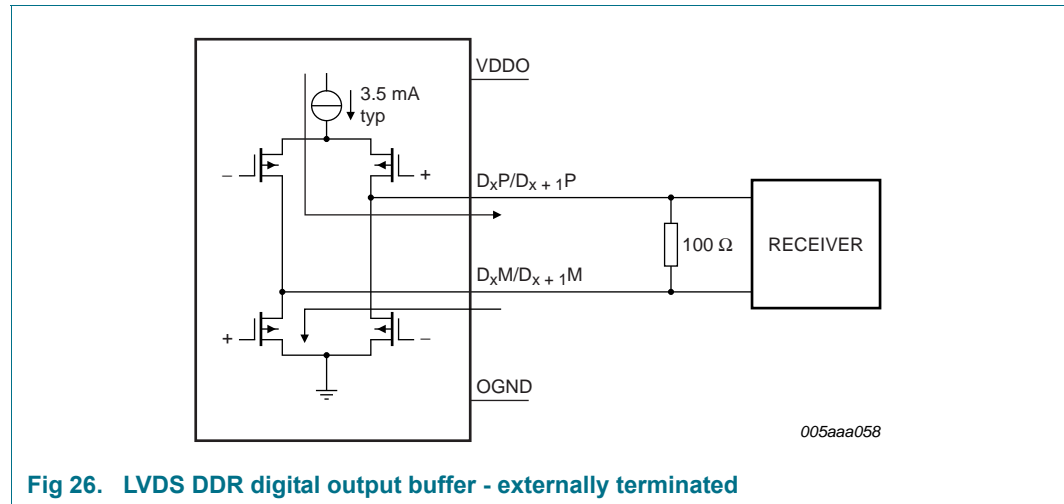 VDDO
3.5 mA
typ
–
+
DxP/Dx + 1P
100 Ω
RECEIVER
DxM/Dx + 1M
+
–
OGND
005aaa058
Fig 26. LVDS DDR digital output buffer - externally terminated